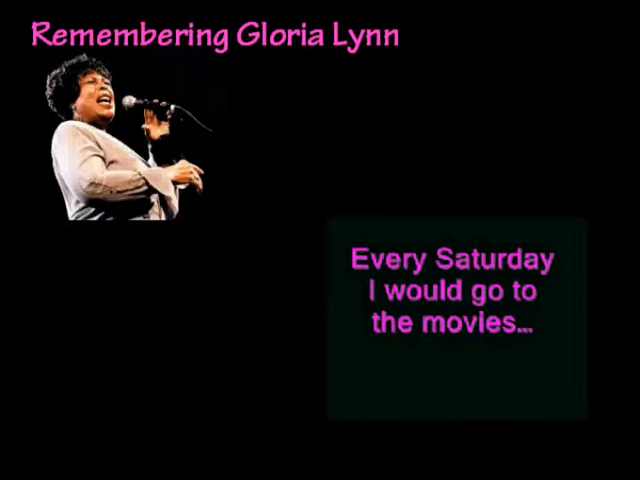 Remembering Gloria Lynn
Every Saturday
I would go to
the movies...